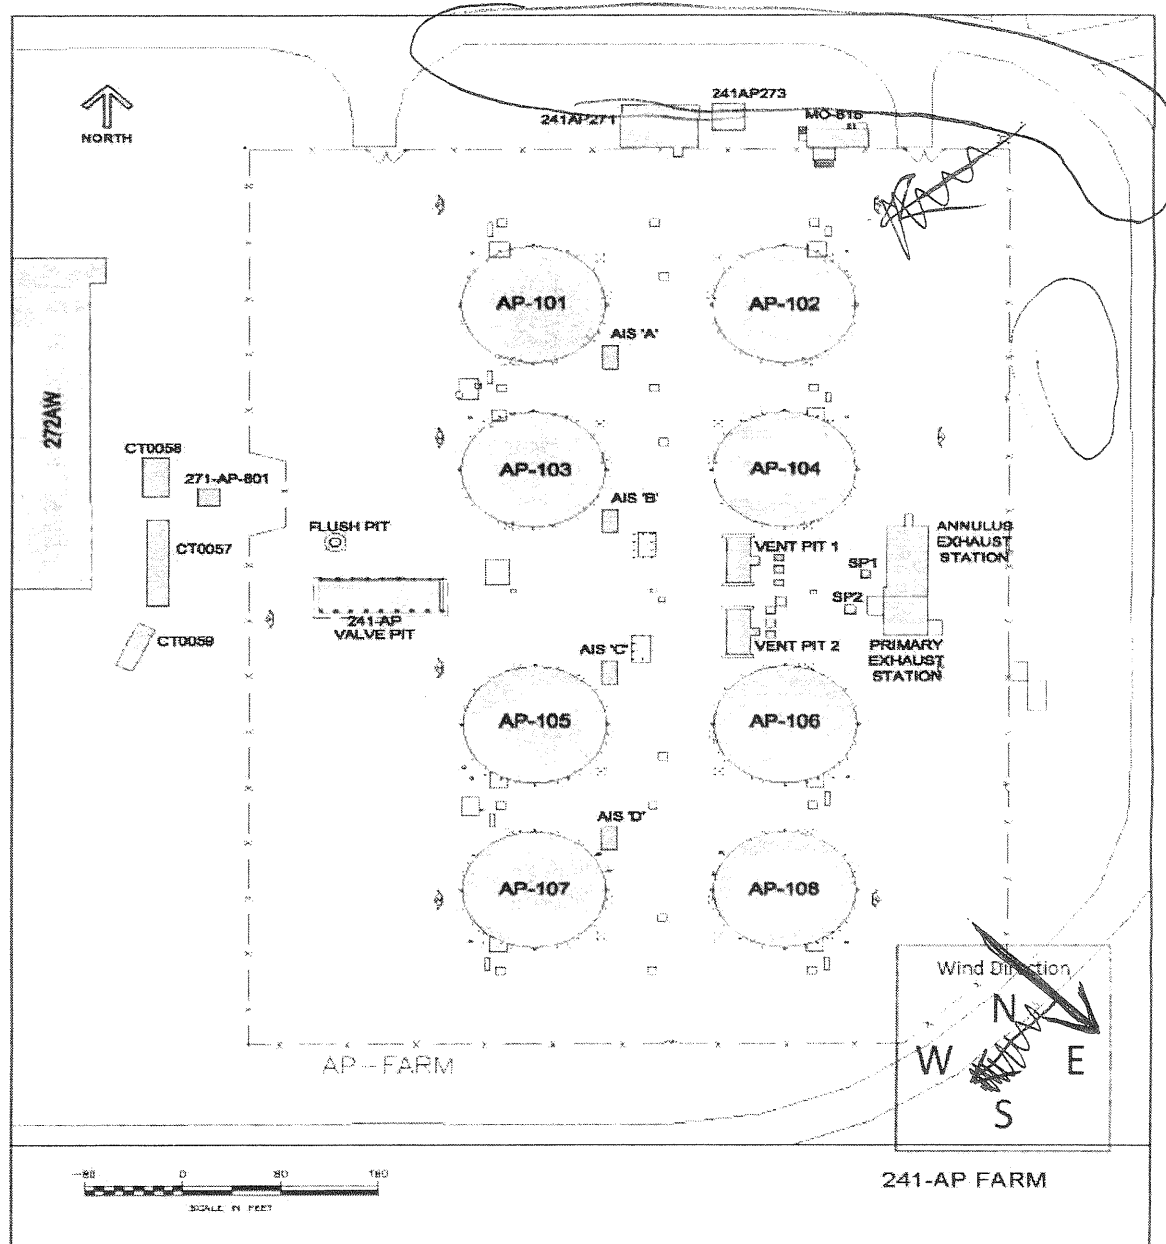 241AP273
241AP271
MO-815
NORTH
AP-101
AP-102
AIS 'A'
272AW
AP-103
AP-104
CT0058
271-AP-801
AIS 'B'
FLUSH PIT
ANNULUS
EXHAUST
STATION
VENT PIT 1
CT0057
SP1
SP2
241-AP
VALVE PIT
CT0059
AIS 'C'
VENT PIT 2
PRIMARY
EXHAUST
STATION
AP-105
AP-106
AIS 'D'
AP-107
AP-108
Wind Direction
N
W E
S
AP-FARM
0 80 160
SCALE IN FEET
241-AP FARM